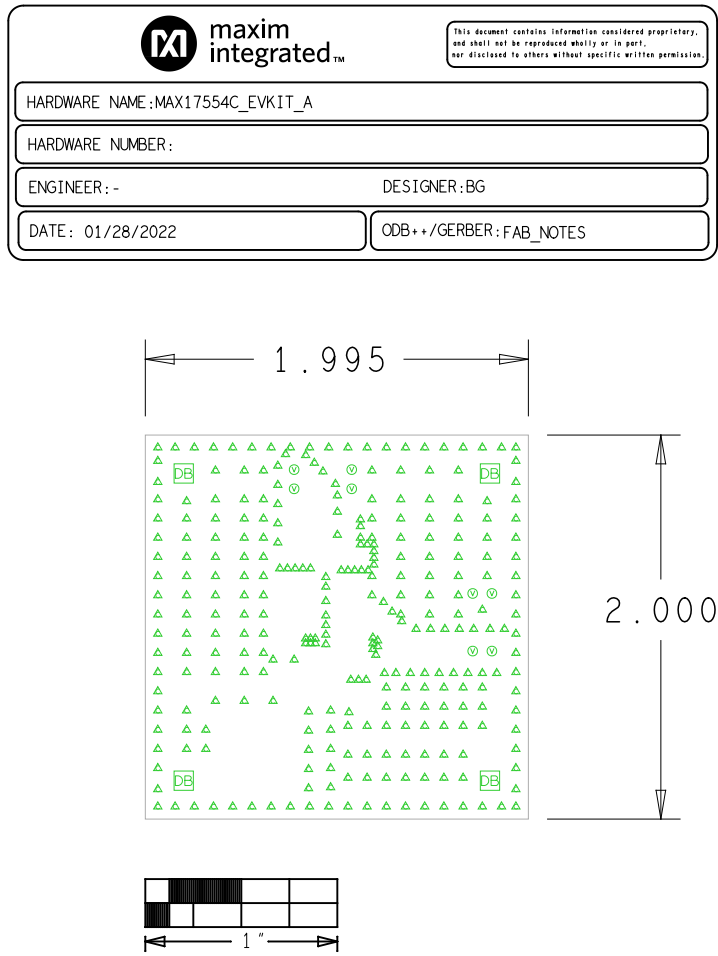 maxim
integrated™
This document contains information considered proprietary,
and shall not be reproduced wholly or in part,
nor disclosed to others without specific written permission.
HARDWARE NAME:MAX17554C_EVKIT_A
HARDWARE NUMBER:
ENGINEER:-
DESIGNER:BG
DATE: 01/28/2022
ODB++/GERBER:FAB_NOTES
1.995
DB DB
V V
V V
V V
2.000
V V
DB DB
1"